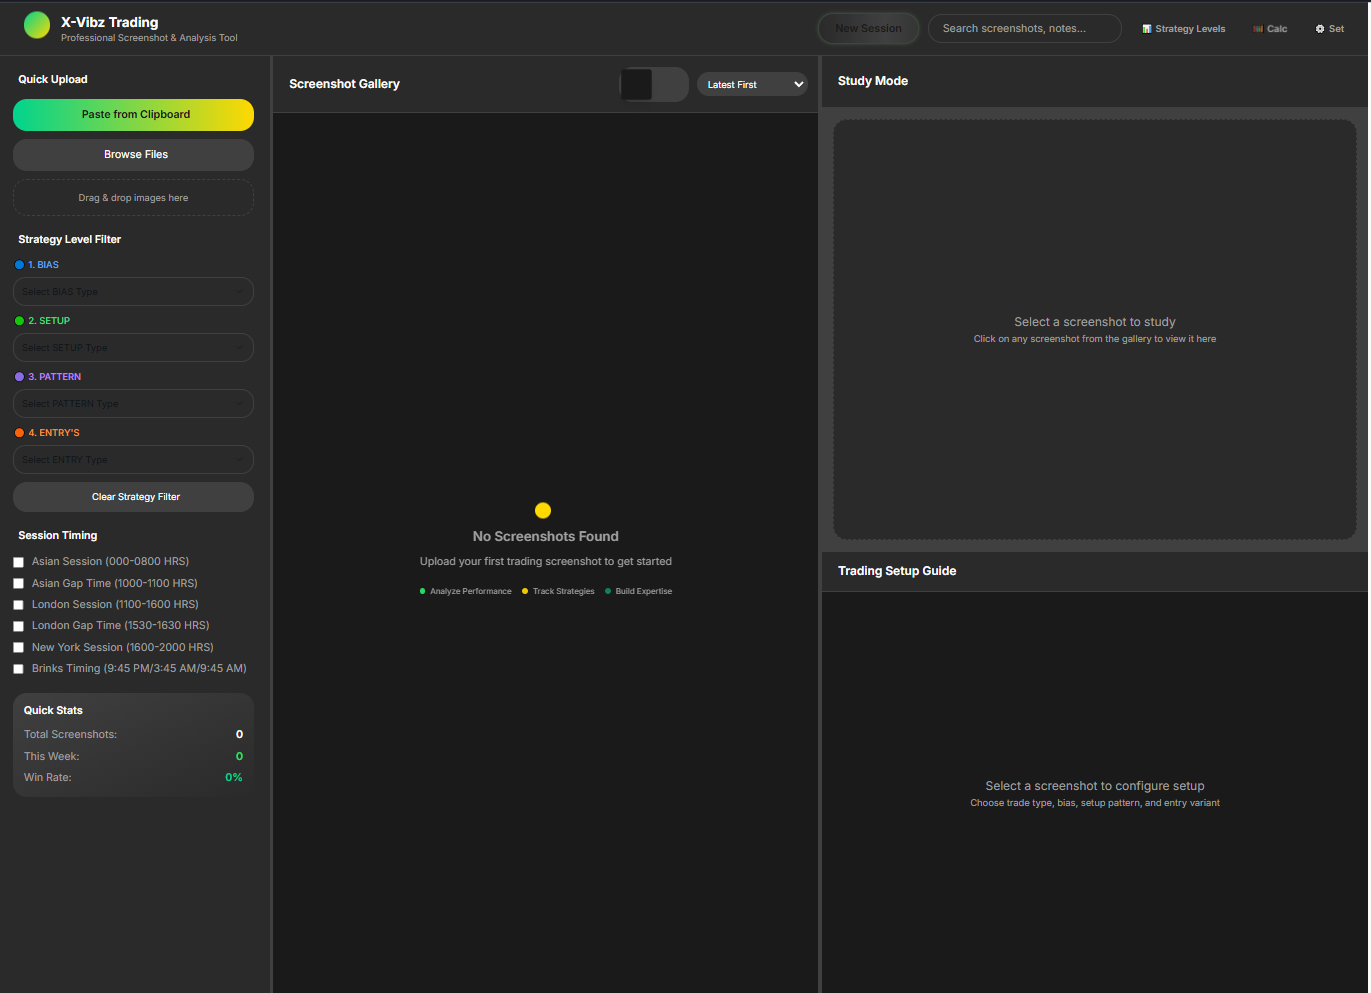 X-Vibz Trading
Professional Screenshot & Analysis Tool
New Session
Search screenshots, notes...
Strategy Levels
Calc
Set
Quick Upload
Paste from Clipboard
Browse Files
Drag & drop images here
Strategy Level Filter
1. BIAS
Select BIAS Type
2. SETUP
Select SETUP Type
3. PATTERN
Select PATTERN Type
4. ENTRY'S
Select ENTRY Type
Clear Strategy Filter
Session Timing
Asian Session (000-0800 HRS)
Asian Gap Time (1000-1100 HRS)
London Session (1100-1600 HRS)
London Gap Time (1530-1630 HRS)
New York Session (1600-2000 HRS)
Brinks Timing (9:45 PM/3:45 AM/9:45 AM)
Quick Stats
Total Screenshots: 0
This Week: 0
Win Rate: 0%
Screenshot Gallery
Latest First
No Screenshots Found
Upload your first trading screenshot to get started
Analyze Performance Track Strategies Build Expertise
Study Mode
Select a screenshot to study
Click on any screenshot from the gallery to view it here
Trading Setup Guide
Select a screenshot to configure setup
Choose trade type, bias, setup pattern, and entry variant